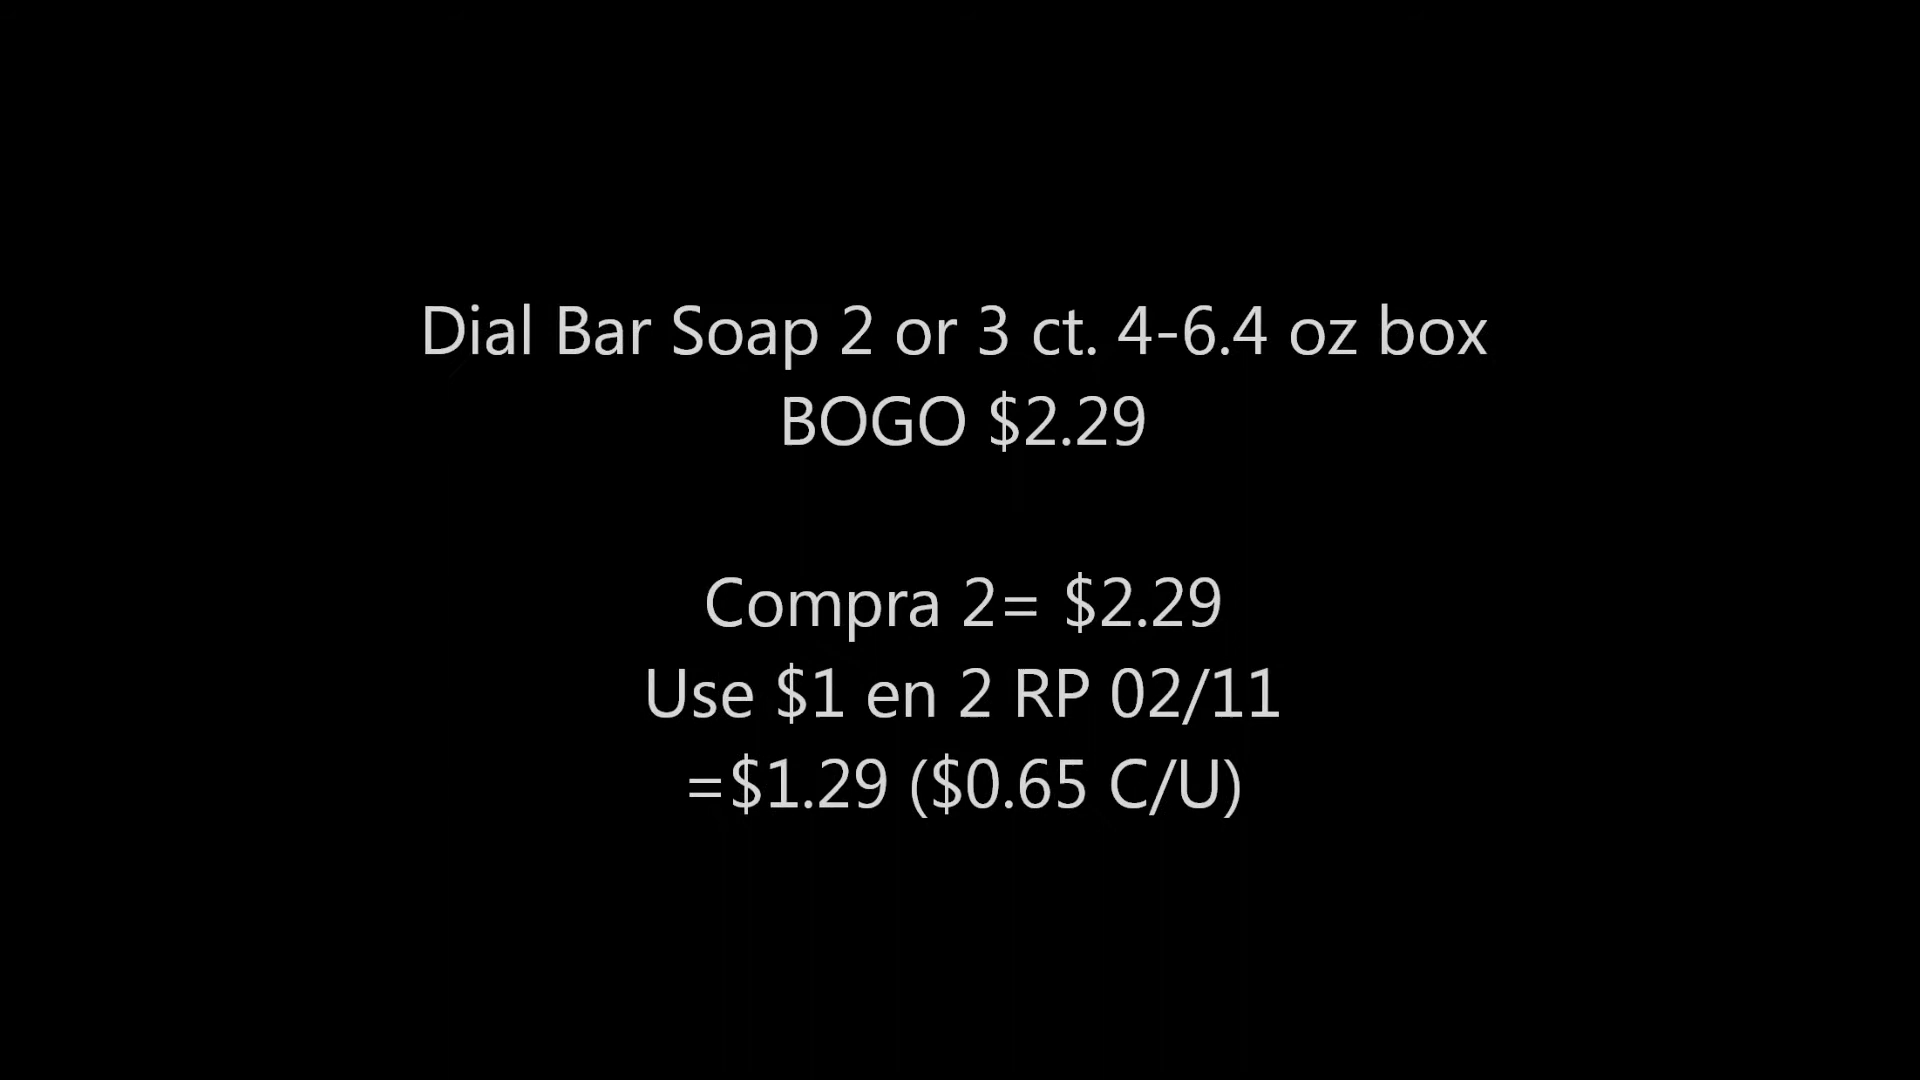 Dial Bar Soap 2 or 3 ct. 4-6.4 oz box
BOGO $2.29
Compra 2= $2.29
Use $1 en 2 RP 02/11
=$1.29 ($0.65 C/U)